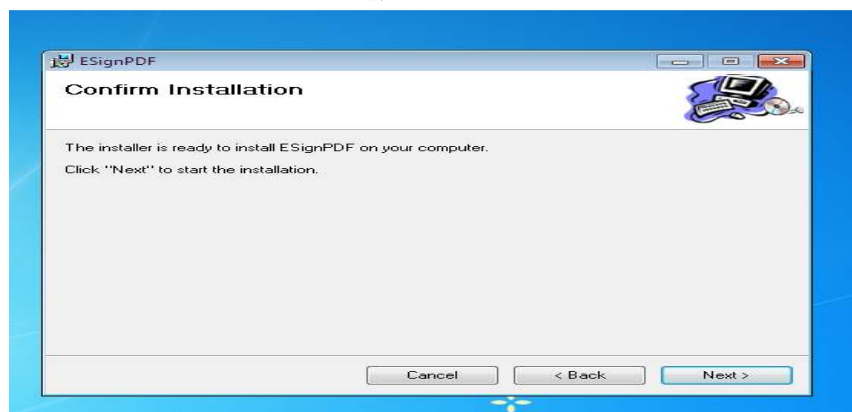 ESignPDF
Confirm Installation
The installer is ready to install ESignPDF on your computer.
Click "Next" to start the installation.
Cancel
< Back
Next >